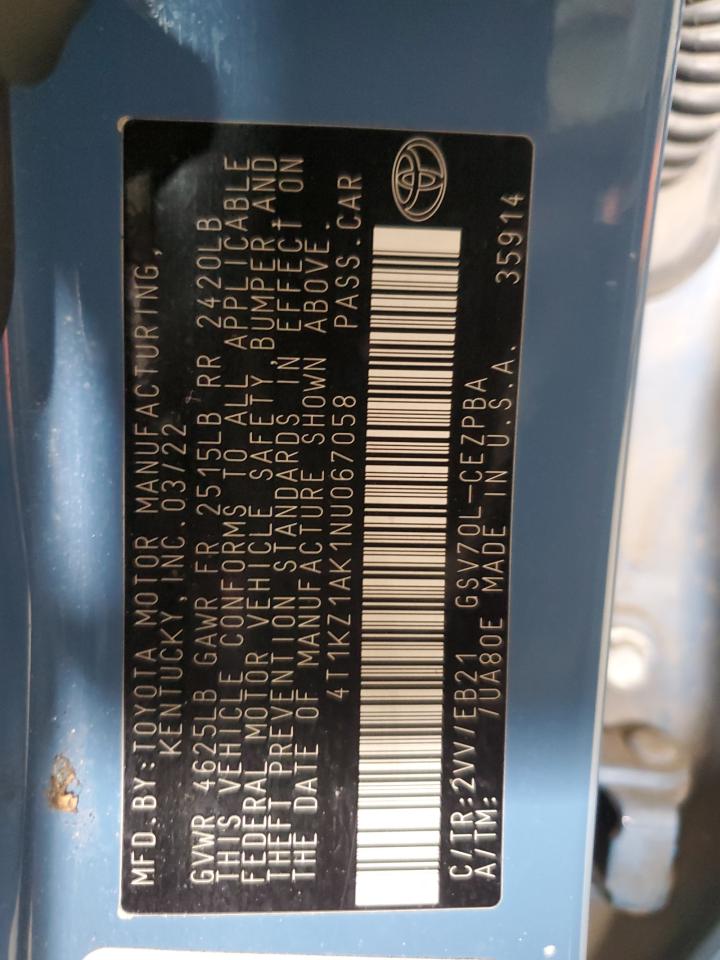 MFD.BY:TOYOTA MOTOR MANUFACTURING,
KENTUCKY,INC.03/22
GVWR 4625LB GAWR FR 2515LB RR 2420LB
THIS VEHICLE CONFORMS TO ALL APPLICABLE
FEDERAL MOTOR VEHICLE SAFETY, BUMPER, AND
THEFT PREVENTION STANDARDS IN EFFECT ON
THE DATE OF MANUFACTURE SHOWN ABOVE.
4T1KZ1AK1NU067058 PASS.CAR
C/TR:2VV/EB21 GSV70L-CEZPBA
A/TM: /UA80E MADE IN U.S.A. 35914